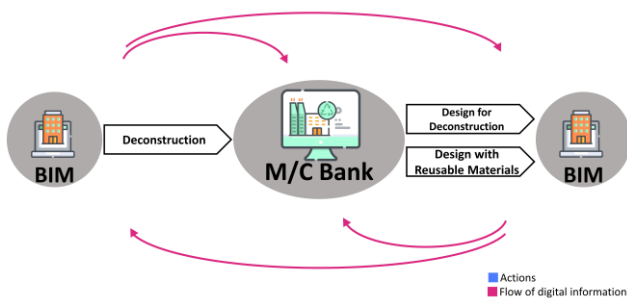 BIM
Deconstruction
M/C Bank
Design for
Deconstruction
Design with
Reusable Materials
BIM
Actions
Flow of digital information